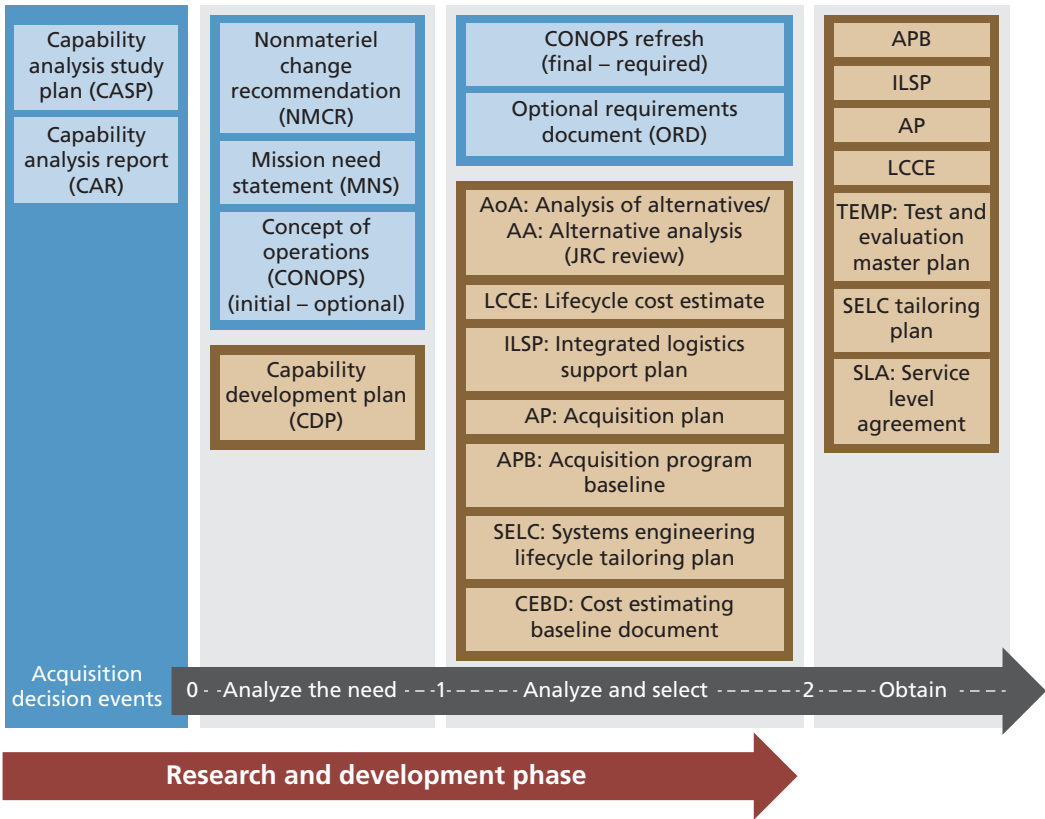 Capability
analysis study
plan (CASP)
Capability
analysis report
(CAR)
Nonmateriel
change
recommendation
(NMCR)
Mission need
statement (MNS)
Concept of
operations
(CONOPS)
(initial – optional)
Capability
development plan
(CDP)
CONOPS refresh
(final – required)
Optional requirements
document (ORD)
AoA: Analysis of alternatives/
AA: Alternative analysis
(JRC review)
LCCE: Lifecycle cost estimate
ILSP: Integrated logistics
support plan
AP: Acquisition plan
APB: Acquisition program
baseline
SELC: Systems engineering
lifecycle tailoring plan
CEBD: Cost estimating
baseline document
APB
ILSP
AP
LCCE
TEMP: Test and
evaluation
master plan
SELC tailoring
plan
SLA: Service
level
agreement
Acquisition
decision events
0 Analyze the need 1 Analyze and select 2 Obtain
Research and development phase